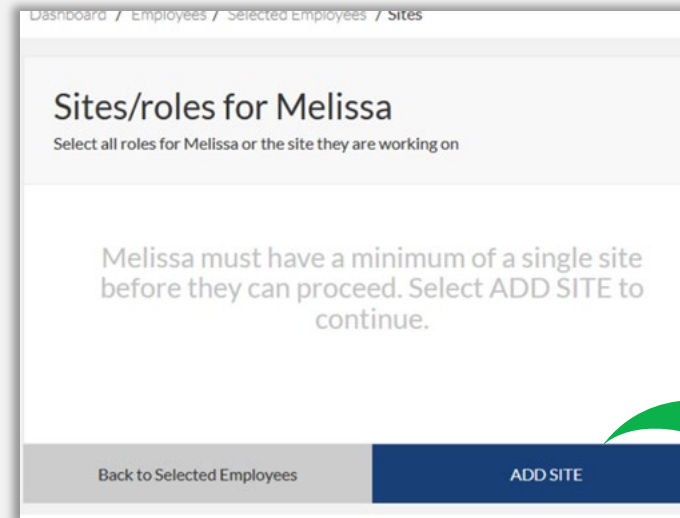 Dashboard / Employees / Selected Employees / Sites
Sites/roles for Melissa
Select all roles for Melissa or the site they are working on
Melissa must have a minimum of a single site
before they can proceed. Select ADD SITE to
continue.
Back to Selected Employees
ADD SITE